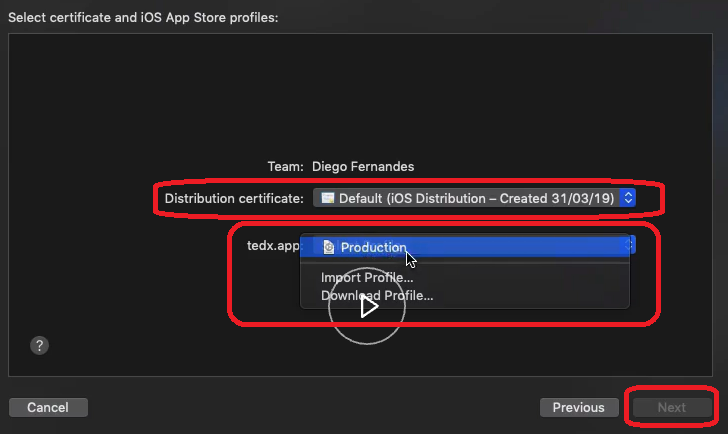 Select certificate and iOS App Store profiles:
Team: Diego Fernandes
Distribution certificate: Default (iOS Distribution – Created 31/03/19)
tedx.app: Production
Import Profile...
Download Profile...
?
Cancel Previous Next